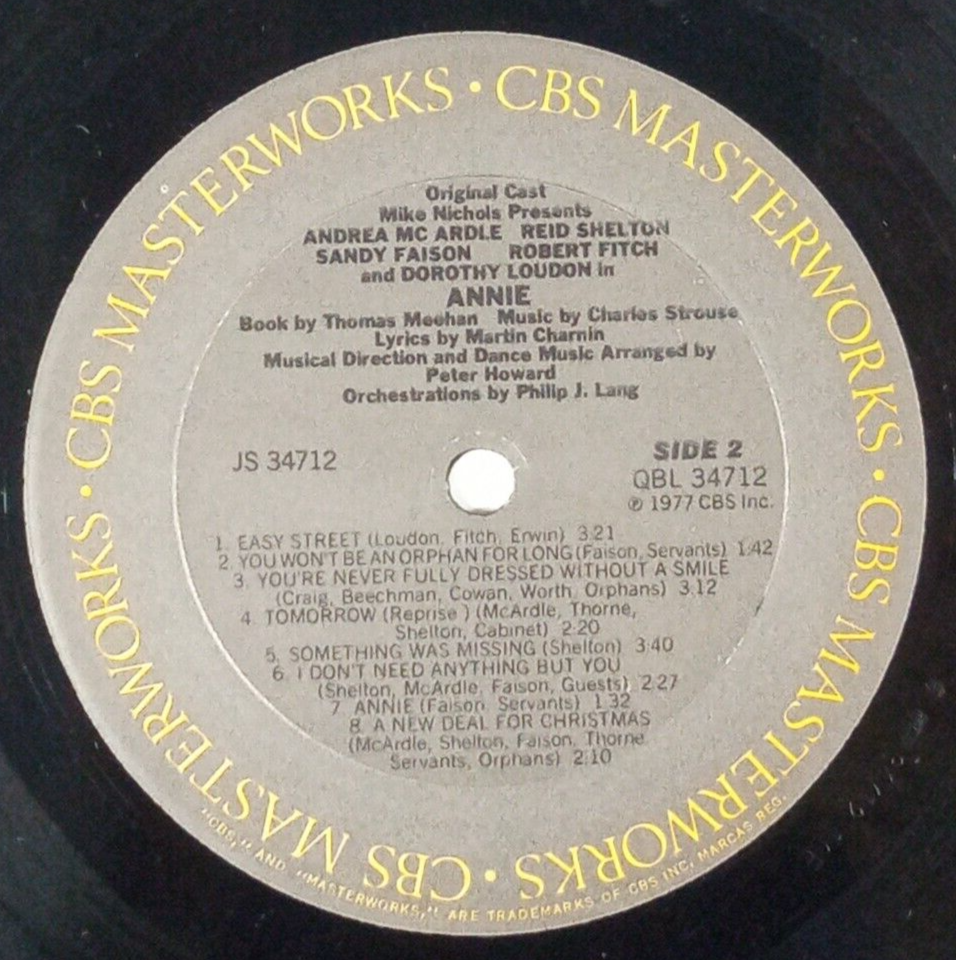 CBS MASTERWORKS · CBS MASTERWORKS · CBS MASTERWORKS · CBS MASTERWORKS ·
Original Cast
Mike Nichols Presents
ANDREA MC ARDLE REID SHELTON
SANDY FAISON ROBERT FITCH
and DOROTHY LOUDON in
ANNIE
Book by Thomas Meehan Music by Charles Strouse
Lyrics by Martin Charnin
Musical Direction and Dance Music Arranged by
Peter Howard
Orchestrations by Philip J. Lang
JS 34712
SIDE 2
QBL 34712
℗ 1977 CBS Inc.
1. EASY STREET (Loudon, Fitch, Erwin) 3:21
2. YOU WON'T BE AN ORPHAN FOR LONG (Faison, Servants) 1:42
3. YOU'RE NEVER FULLY DRESSED WITHOUT A SMILE
(Craig, Beechman, Cowan, Worth, Orphans) 3:12
4. TOMORROW (Reprise) (McArdle, Thorne,
Shelton, Cabinet) 2:20
5. SOMETHING WAS MISSING (Shelton) 3:40
6. I DON'T NEED ANYTHING BUT YOU
(Shelton, McArdle, Faison, Guests) 2:27
7. ANNIE (Faison, Servants) 1:32
8. A NEW DEAL FOR CHRISTMAS
(McArdle, Shelton, Faison, Thorne
Servants, Orphans) 2:10
"CBS," AND "MASTERWORKS," ARE TRADEMARKS OF CBS INC, MARCAS REG.